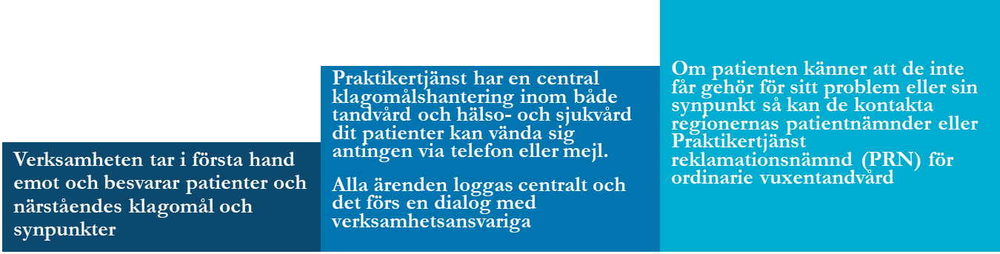 Verksamheten tar i första hand
emot och besvarar patienter och
närståendes klagomål och
synpunkter
Praktikertjänst har en central
klagomålshantering inom både
tandvård och hälso- och sjukvård
dit patienter kan vända sig
antingen via telefon eller mejl.
Alla ärenden loggas centralt och
det förs en dialog med
verksamhetsansvariga
Om patienten känner att de inte
får gehör för sitt problem eller sin
synpunkt så kan de kontakta
regionernas patientnämnder eller
Praktikertjänst
reklamationsnämnd (PRN) för
ordinarie vuxentandvård